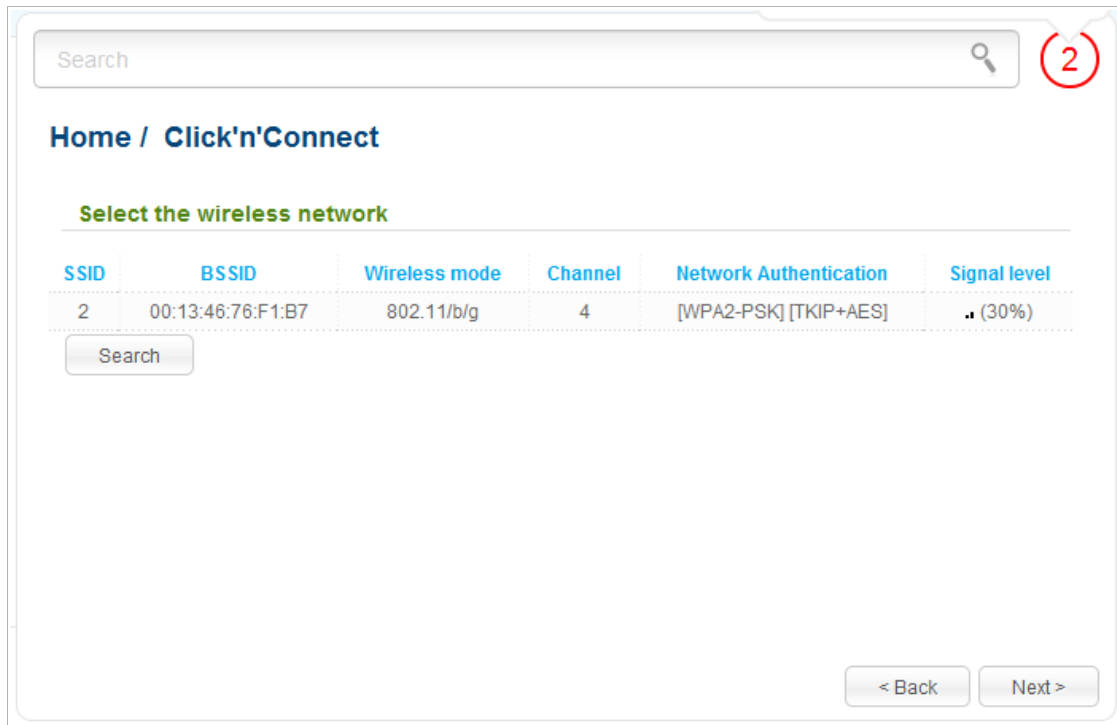 Search
2
Home / Click'n'Connect
Select the wireless network
SSID BSSID Wireless mode Channel Network Authentication Signal level
2 00:13:46:76:F1:B7 802.11/b/g 4 [WPA2-PSK] [TKIP+AES] (30%)
Search
< Back Next >